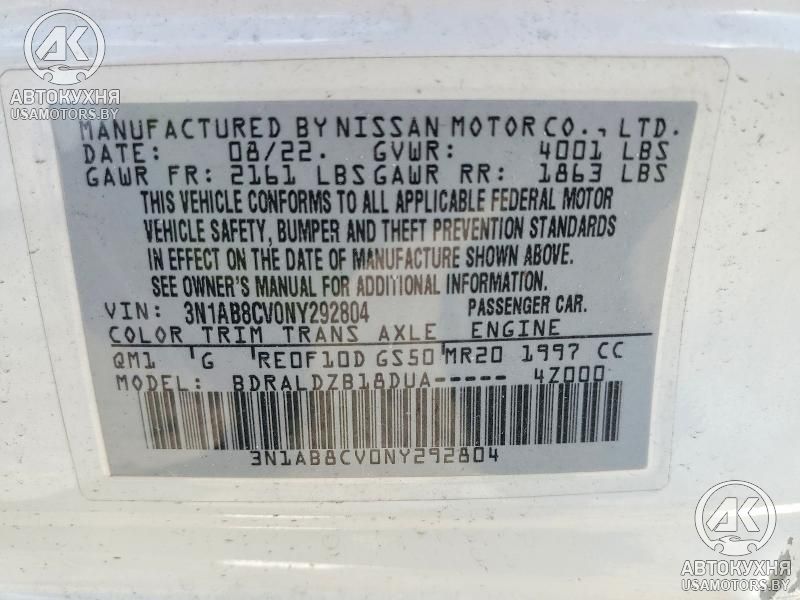 AK
АВТОКУХНЯ
USAMOTORS.BY
MANUFACTURED BY NISSAN MOTOR CO., LTD.
DATE: 08/22. GVWR: 4001 LBS
GAWR FR: 2161 LBS GAWR RR: 1863 LBS
THIS VEHICLE CONFORMS TO ALL APPLICABLE FEDERAL MOTOR
VEHICLE SAFETY, BUMPER AND THEFT PREVENTION STANDARDS
IN EFFECT ON THE DATE OF MANUFACTURE SHOWN ABOVE.
SEE OWNER'S MANUAL FOR ADDITIONAL INFORMATION.
VIN: 3N1AB8CV0NY292804 PASSENGER CAR.
COLOR TRIM TRANS AXLE ENGINE
QM1 G RE0F10D GS50 MR20 1997 CC
MODEL: BDRALDZB18DUA----- 4Z000
3N1AB8CV0NY292804
AK
АВТОКУХНЯ
USAMOTORS.BY